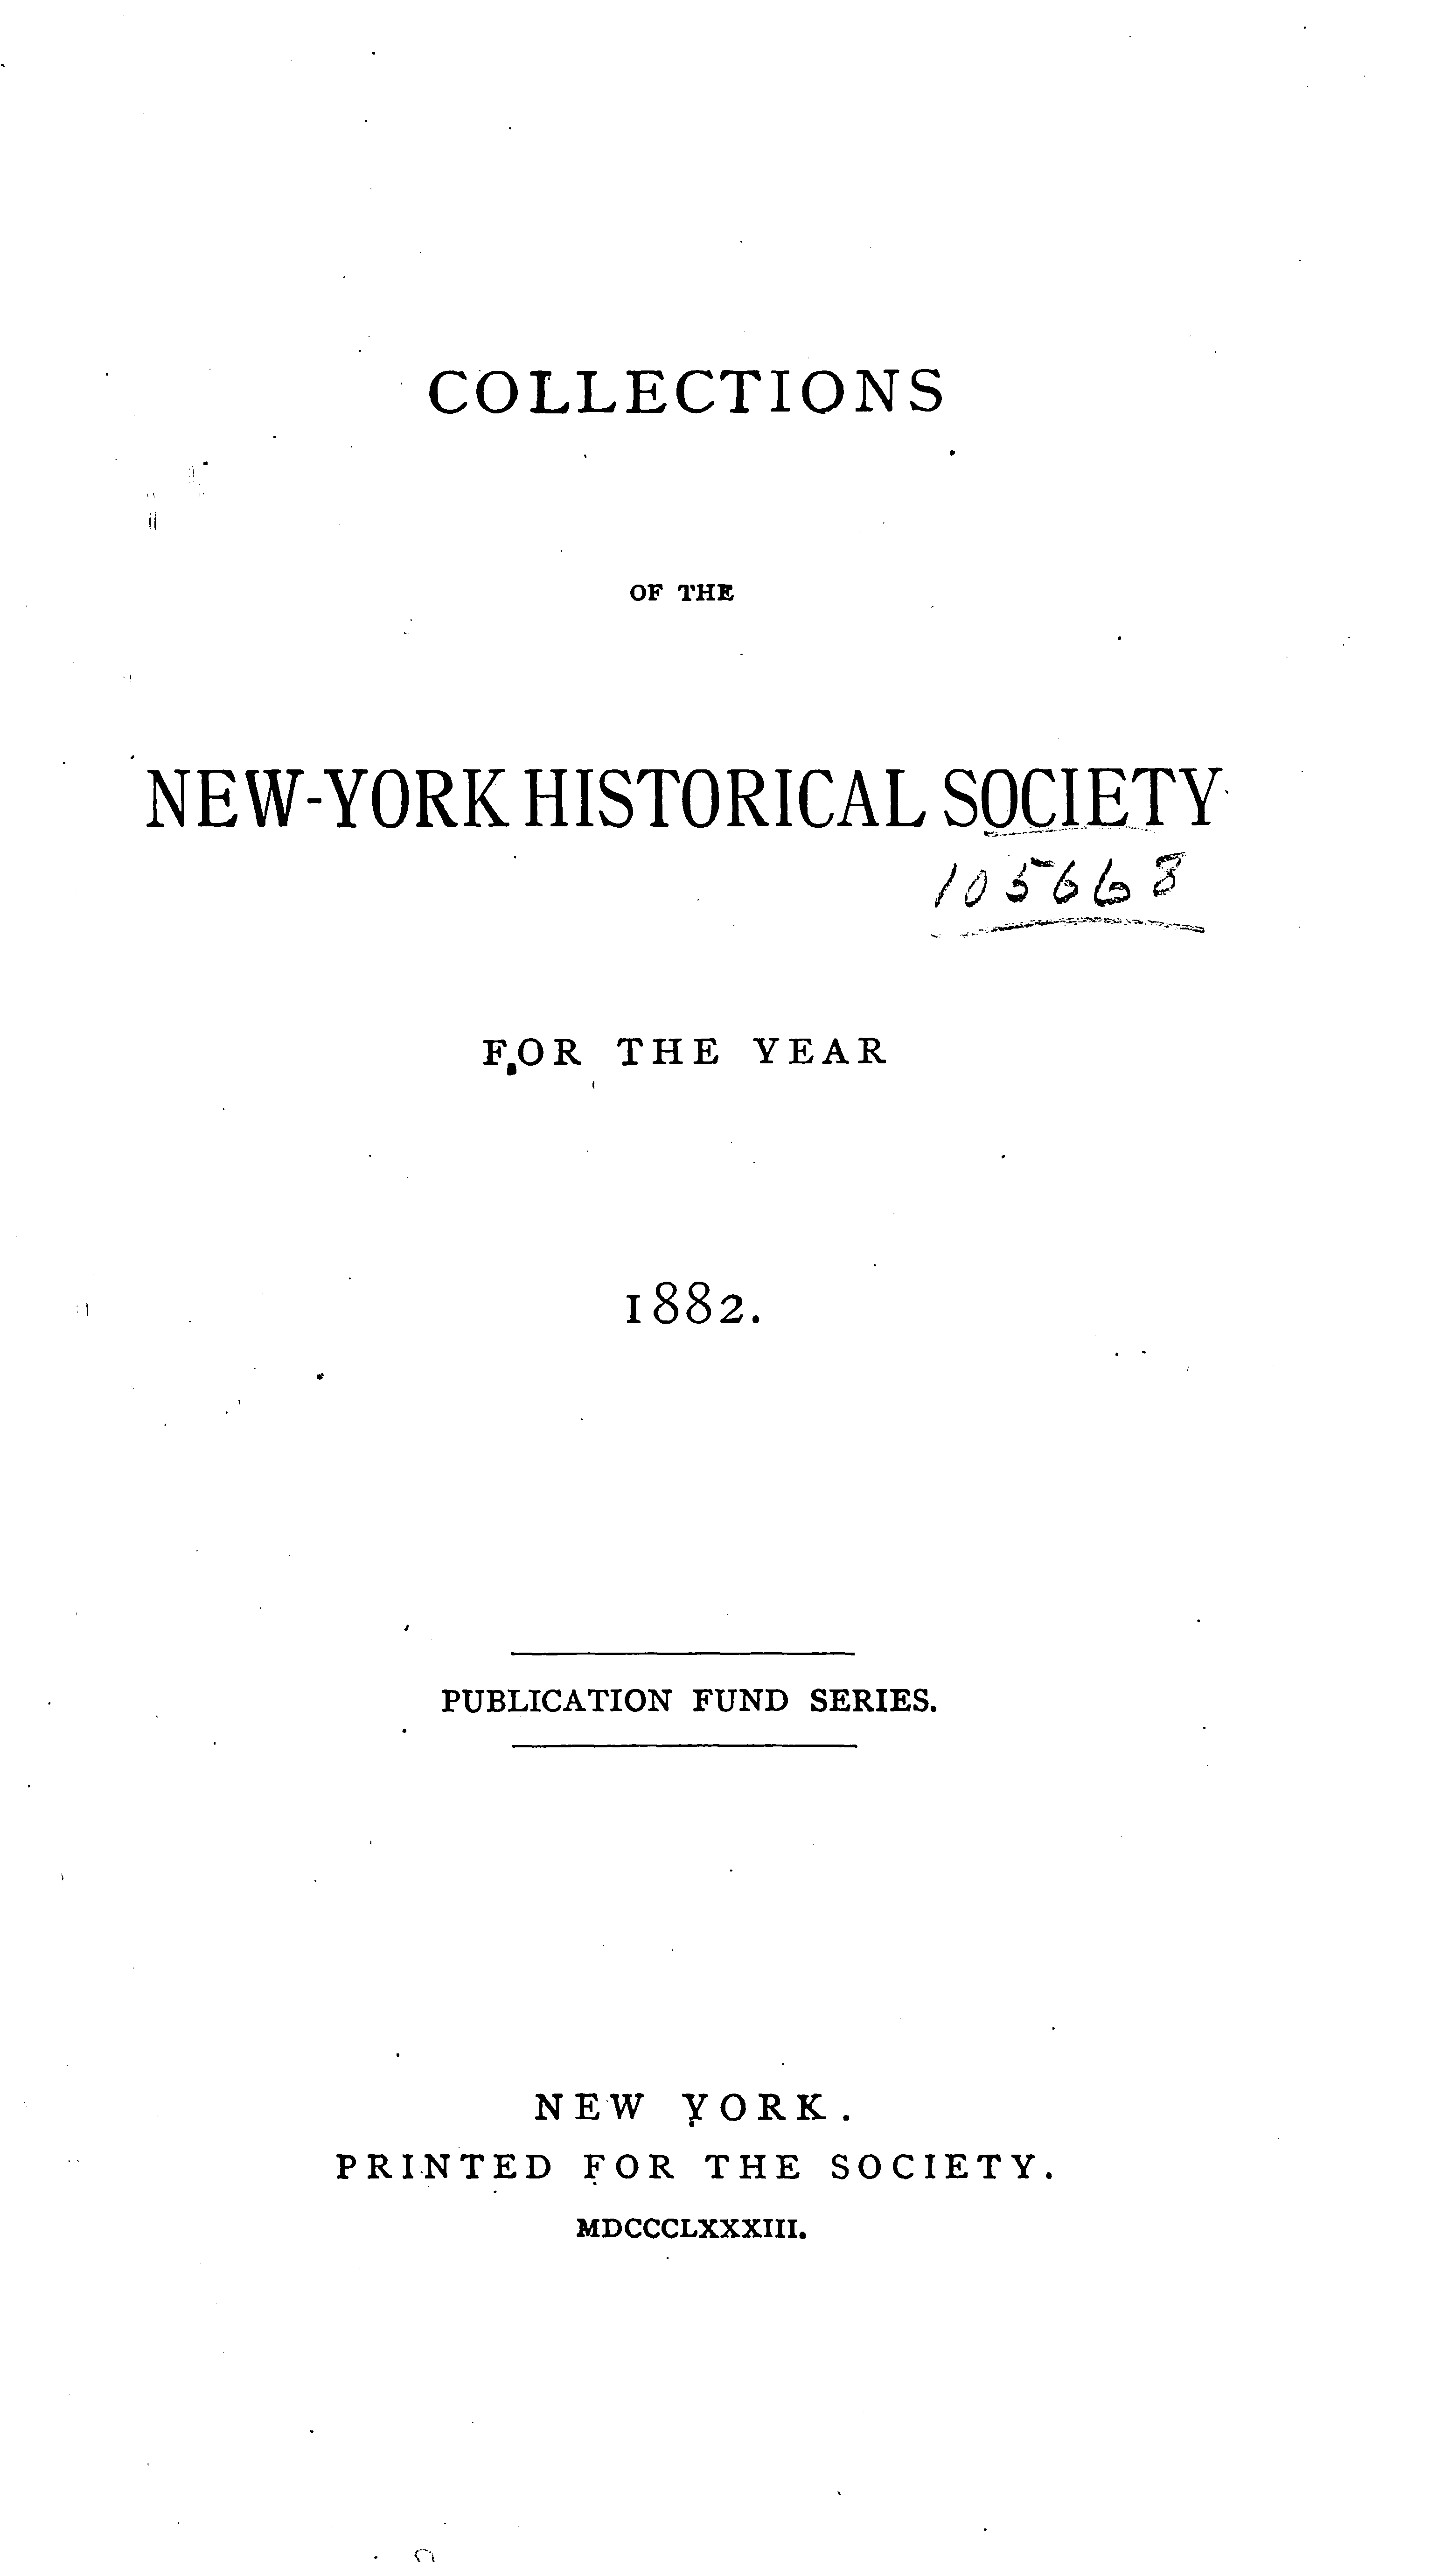 COLLECTIONS
OF THE
NEW-YORK HISTORICAL SOCIETY
105668
FOR THE YEAR
1882.
PUBLICATION FUND SERIES.
NEW YORK.
PRINTED FOR THE SOCIETY.
MDCCCLXXXIII.